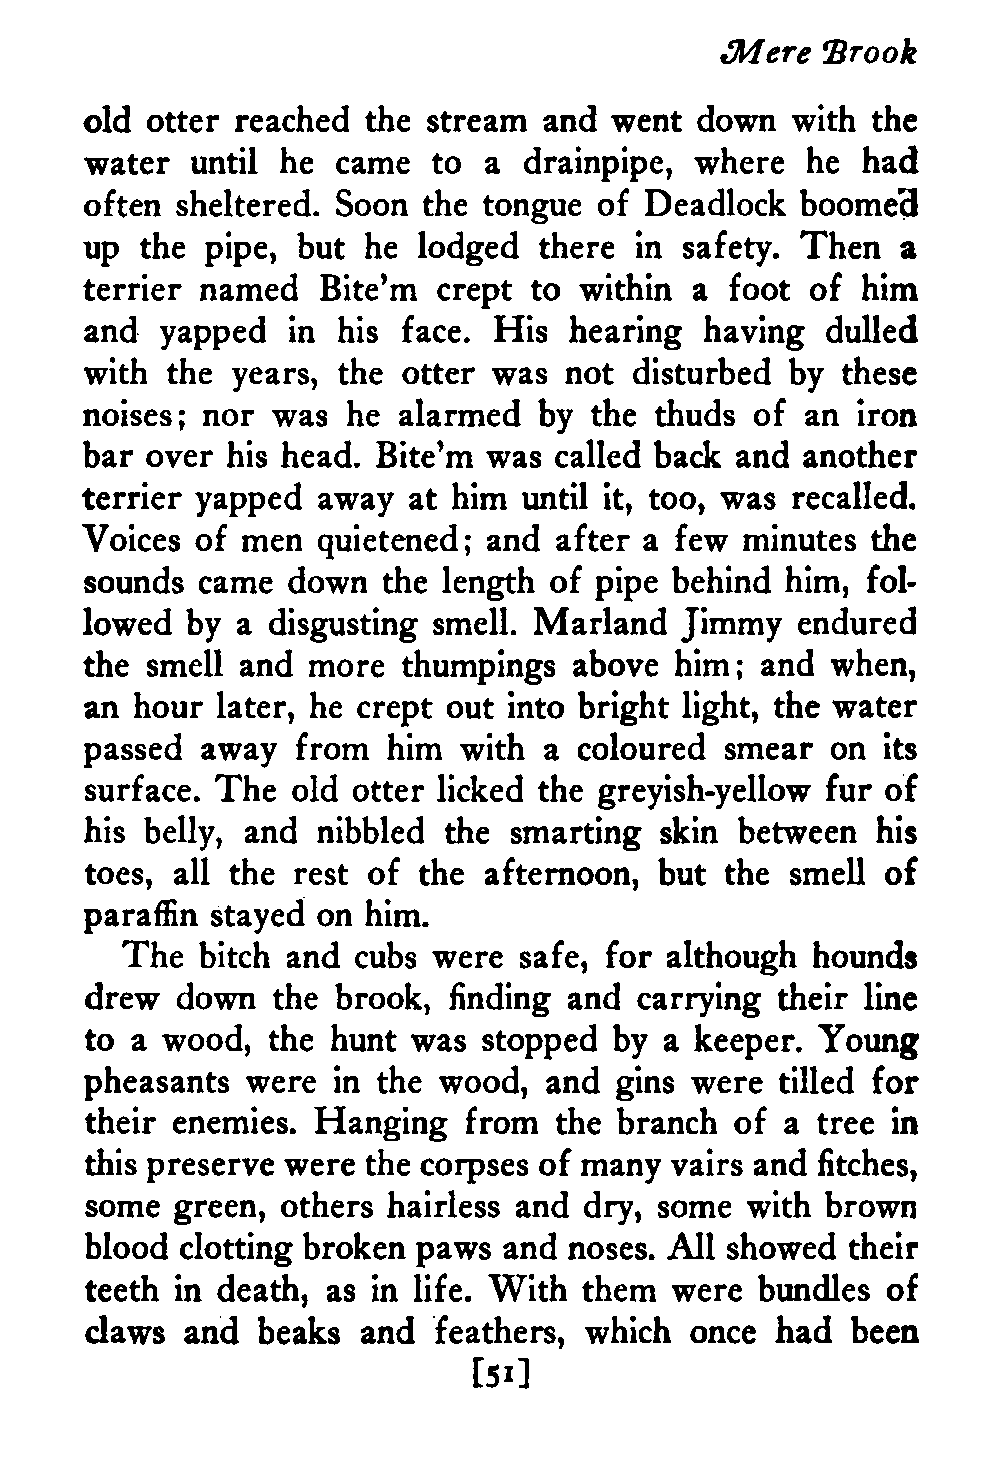 Mere Brook
old otter reached the stream and went down with the
water until he came to a drainpipe, where he had
often sheltered. Soon the tongue of Deadlock boomed
up the pipe, but he lodged there in safety. Then a
terrier named Bite'm crept to within a foot of him
and yapped in his face. His hearing having dulled
with the years, the otter was not disturbed by these
noises; nor was he alarmed by the thuds of an iron
bar over his head. Bite'm was called back and another
terrier yapped away at him until it, too, was recalled.
Voices of men quietened; and after a few minutes the
sounds came down the length of pipe behind him, fol-
lowed by a disgusting smell. Marland Jimmy endured
the smell and more thumpings above him; and when,
an hour later, he crept out into bright light, the water
passed away from him with a coloured smear on its
surface. The old otter licked the greyish-yellow fur of
his belly, and nibbled the smarting skin between his
toes, all the rest of the afternoon, but the smell of
paraffin stayed on him.
The bitch and cubs were safe, for although hounds
drew down the brook, finding and carrying their line
to a wood, the hunt was stopped by a keeper. Young
pheasants were in the wood, and gins were tilled for
their enemies. Hanging from the branch of a tree in
this preserve were the corpses of many vairs and fitches,
some green, others hairless and dry, some with brown
blood clotting broken paws and noses. All showed their
teeth in death, as in life. With them were bundles of
claws and beaks and feathers, which once had been
[51]